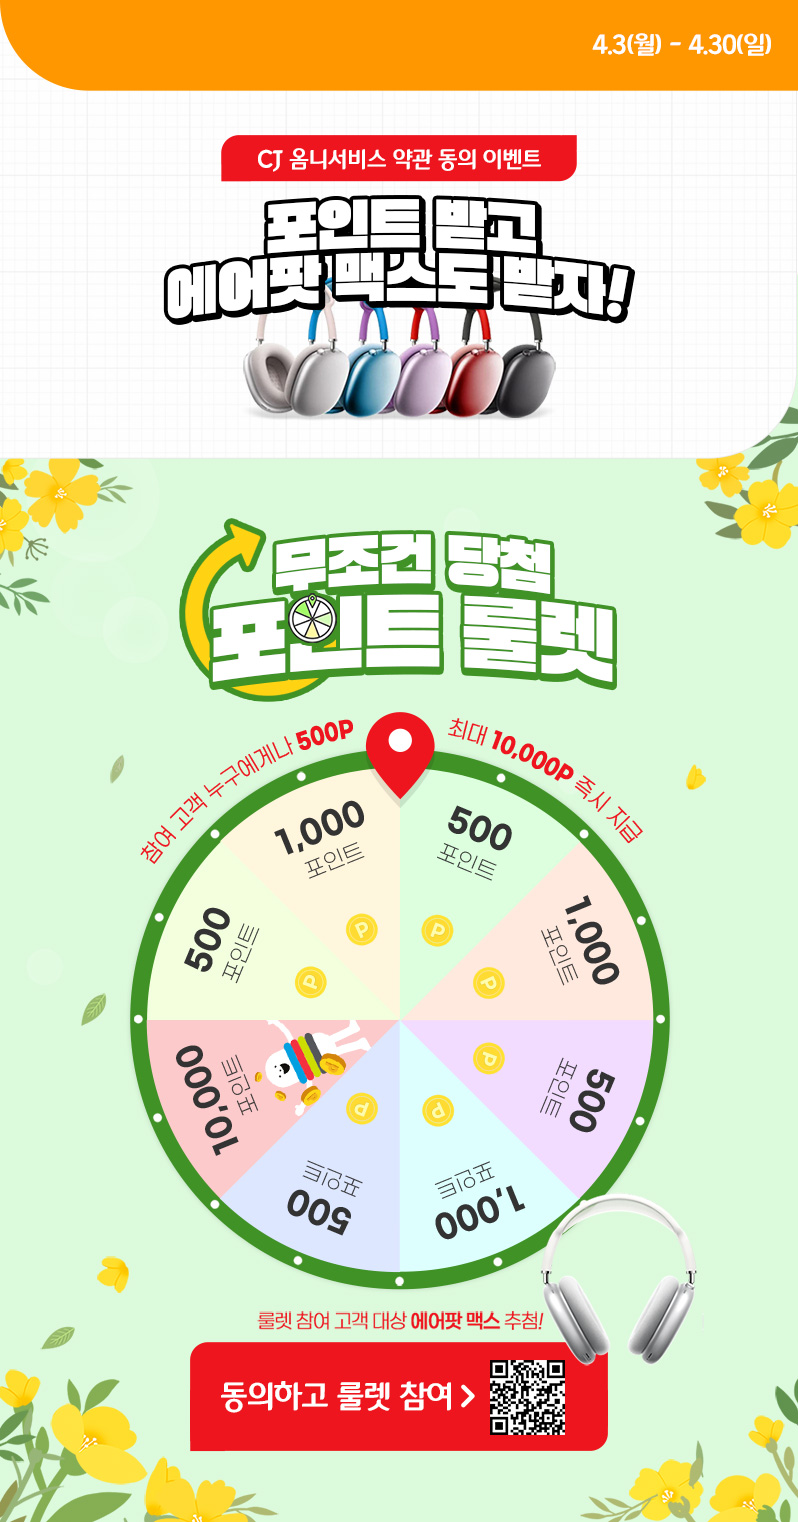 4.3(월) - 4.30(일)
CJ 옴니서비스 약관 동의 이벤트
포인트 받고
에어팟 맥스도 받자!
무조건 당첨
포인트 룰렛
참여 고객 누구에게나 500P
최대 10,000P 즉시 지급
1,000
포인트
500
포인트
1,000
포인트
500
포인트
1,000
포인트
500
포인트
10,000
포인트
500
포인트
룰렛 참여 고객 대상 에어팟 맥스 추첨!
동의하고 룰렛 참여 >